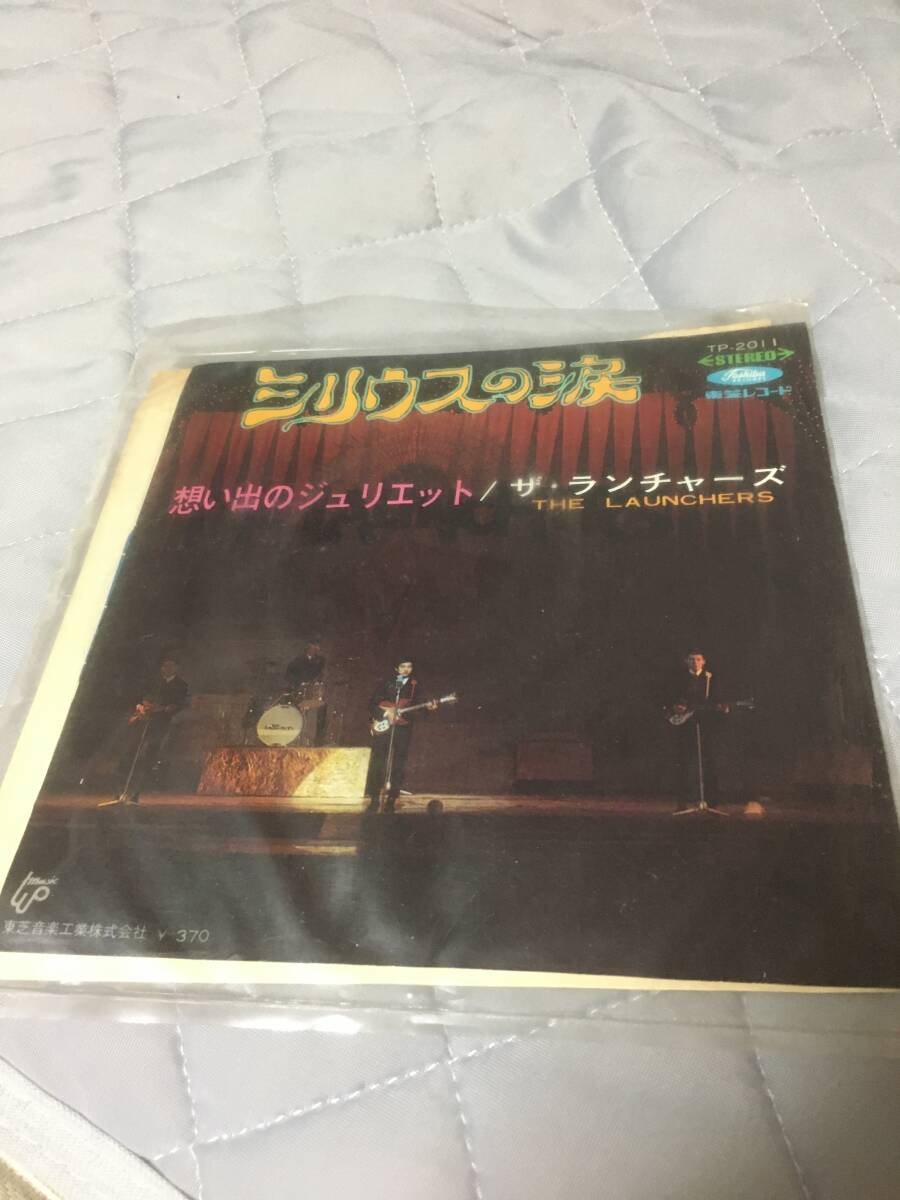 TP-2011
STEREO
Toshiba
RECORDS
東芝レコード
シリウスの涙
想い出のジュリエット / ザ・ランチャーズ
THE LAUNCHERS
music
東芝音楽工業株式会社 ¥ 370